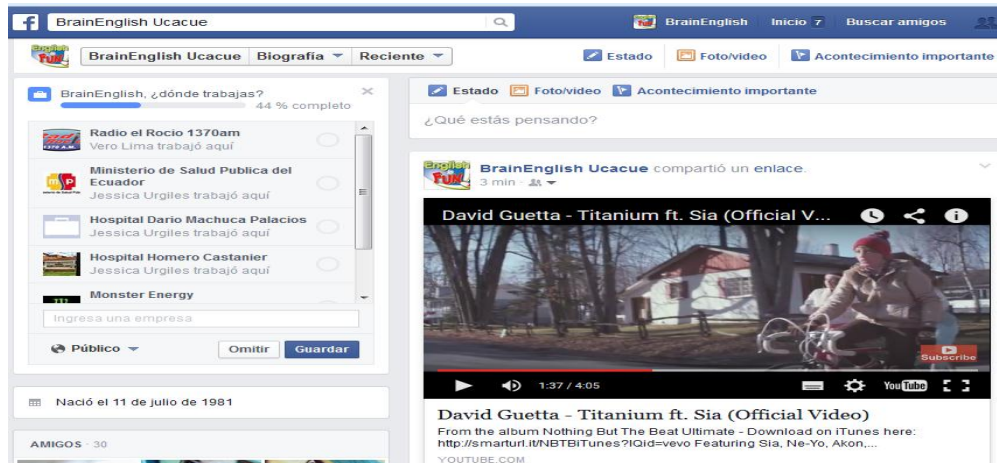 BrainEnglish Ucacue
BrainEnglish Inicio 7 Buscar amigos
English FUN! BrainEnglish Ucacue Biografía Reciente Estado Foto/video Acontecimiento importante
BrainEnglish, ¿dónde trabajas?
44 % completo
Radio el Rocio 1370am
Vero Lima trabajó aquí
Ministerio de Salud Publica del
Ecuador
Jessica Urgiles trabajó aquí
Hospital Dario Machuca Palacios
Jessica Urgiles trabajó aquí
Hospital Homero Castanier
Jessica Urgiles trabajó aquí
Monster Energy
Ingresa una empresa
Público Omitir Guardar
Nació el 11 de julio de 1981
AMIGOS · 30
Estado Foto/video Acontecimiento importante
¿Qué estás pensando?
English FUN!
BrainEnglish Ucacue compartió un enlace.
3 min
David Guetta - Titanium ft. Sia (Official V...
Subscribe
1:37 / 4:05 YouTube
David Guetta - Titanium ft. Sia (Official Video)
From the album Nothing But The Beat Ultimate - Download on iTunes here:
http://smarturl.it/NBTBiTunes?IQid=vevo Featuring Sia, Ne-Yo, Akon,...
YOUTUBE.COM